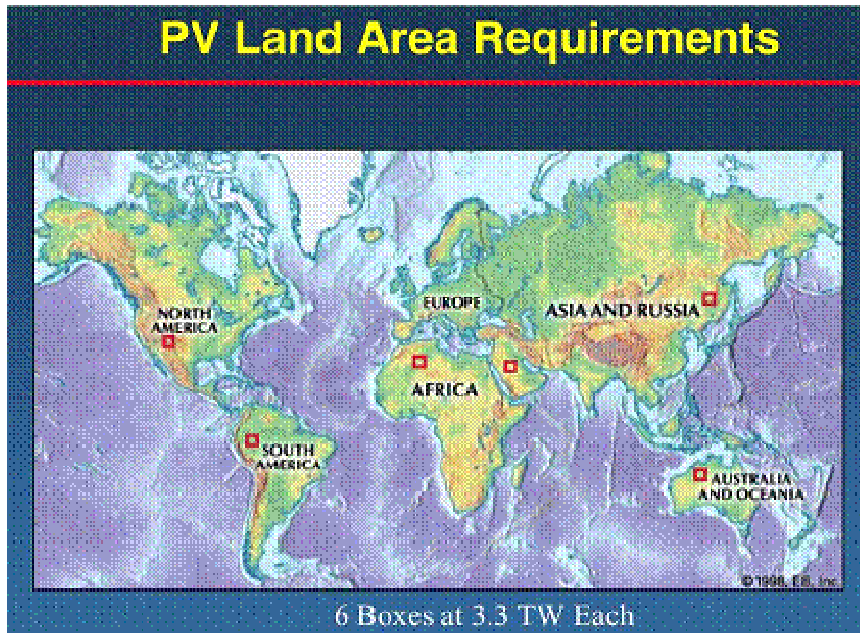 PV Land Area Requirements
NORTH
AMERICA
EUROPE
ASIA AND RUSSIA
AFRICA
SOUTH
AMERICA
AUSTRALIA
AND OCEANIA
© 1998, EB, Inc.
6 Boxes at 3.3 TW Each